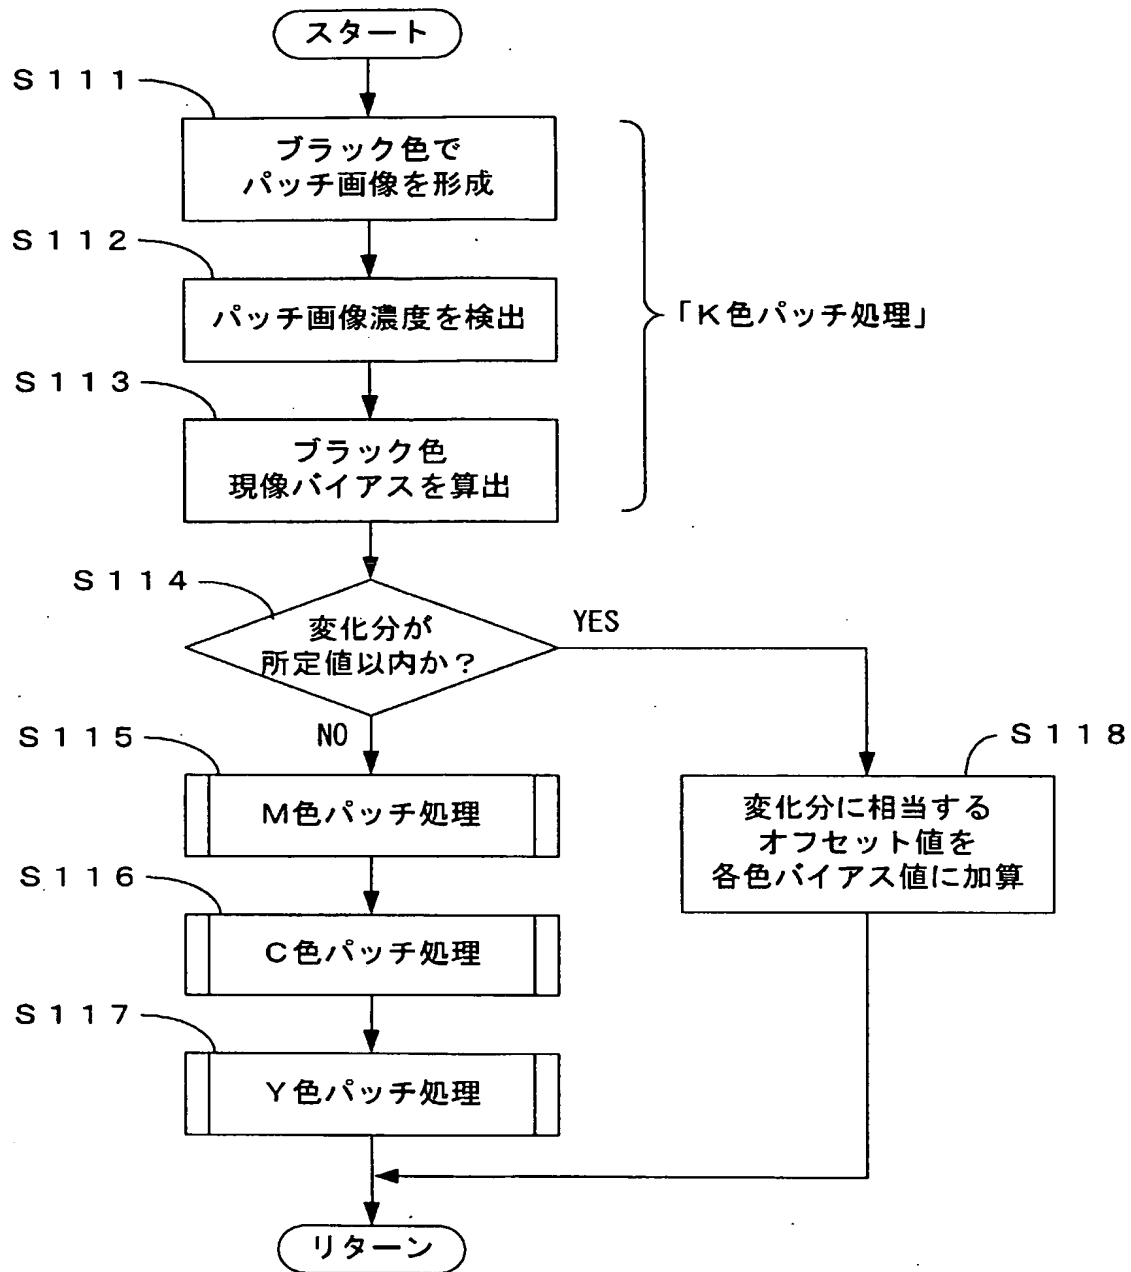 スタート
S111
ブラック色で
パッチ画像を形成
S112
パッチ画像濃度を検出
「K色パッチ処理」
S113
ブラック色
現像バイアスを算出
S114
変化分が
所定値以内か？
YES
NO
S115
M色パッチ処理
S118
変化分に相当する
オフセット値を
各色バイアス値に加算
S116
C色パッチ処理
S117
Y色パッチ処理
リターン